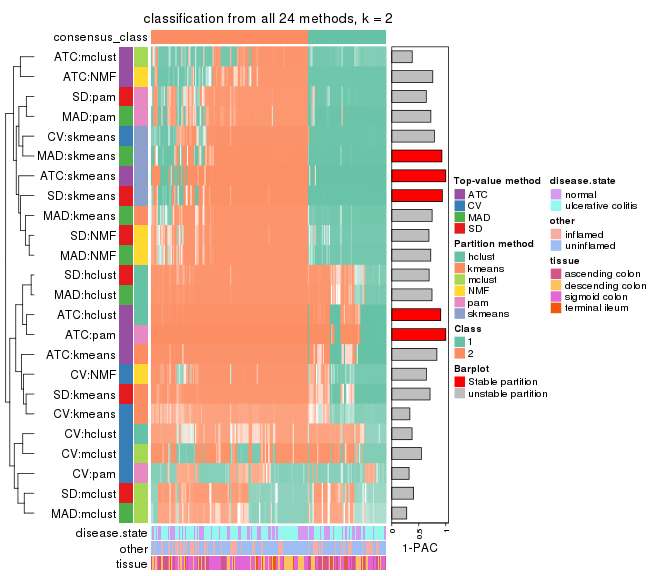 classification from all 24 methods, k = 2
consensus_class
ATC:mclust
ATC:NMF
SD:pam
MAD:pam
CV:skmeans
MAD:skmeans
ATC:skmeans
SD:skmeans
MAD:kmeans
SD:NMF
MAD:NMF
SD:hclust
MAD:hclust
ATC:hclust
ATC:pam
ATC:kmeans
CV:NMF
SD:kmeans
CV:kmeans
CV:hclust
CV:mclust
CV:pam
SD:mclust
MAD:mclust
disease.state
other
tissue
0
0.5
1
1-PAC
Top-value method
ATC
CV
MAD
SD
Partition method
hclust
kmeans
mclust
NMF
pam
skmeans
Class
1
2
Barplot
Stable partition
unstable partition
disease.state
normal
ulcerative colitis
other
inflamed
uninflamed
tissue
ascending colon
descending colon
sigmoid colon
terminal ileum